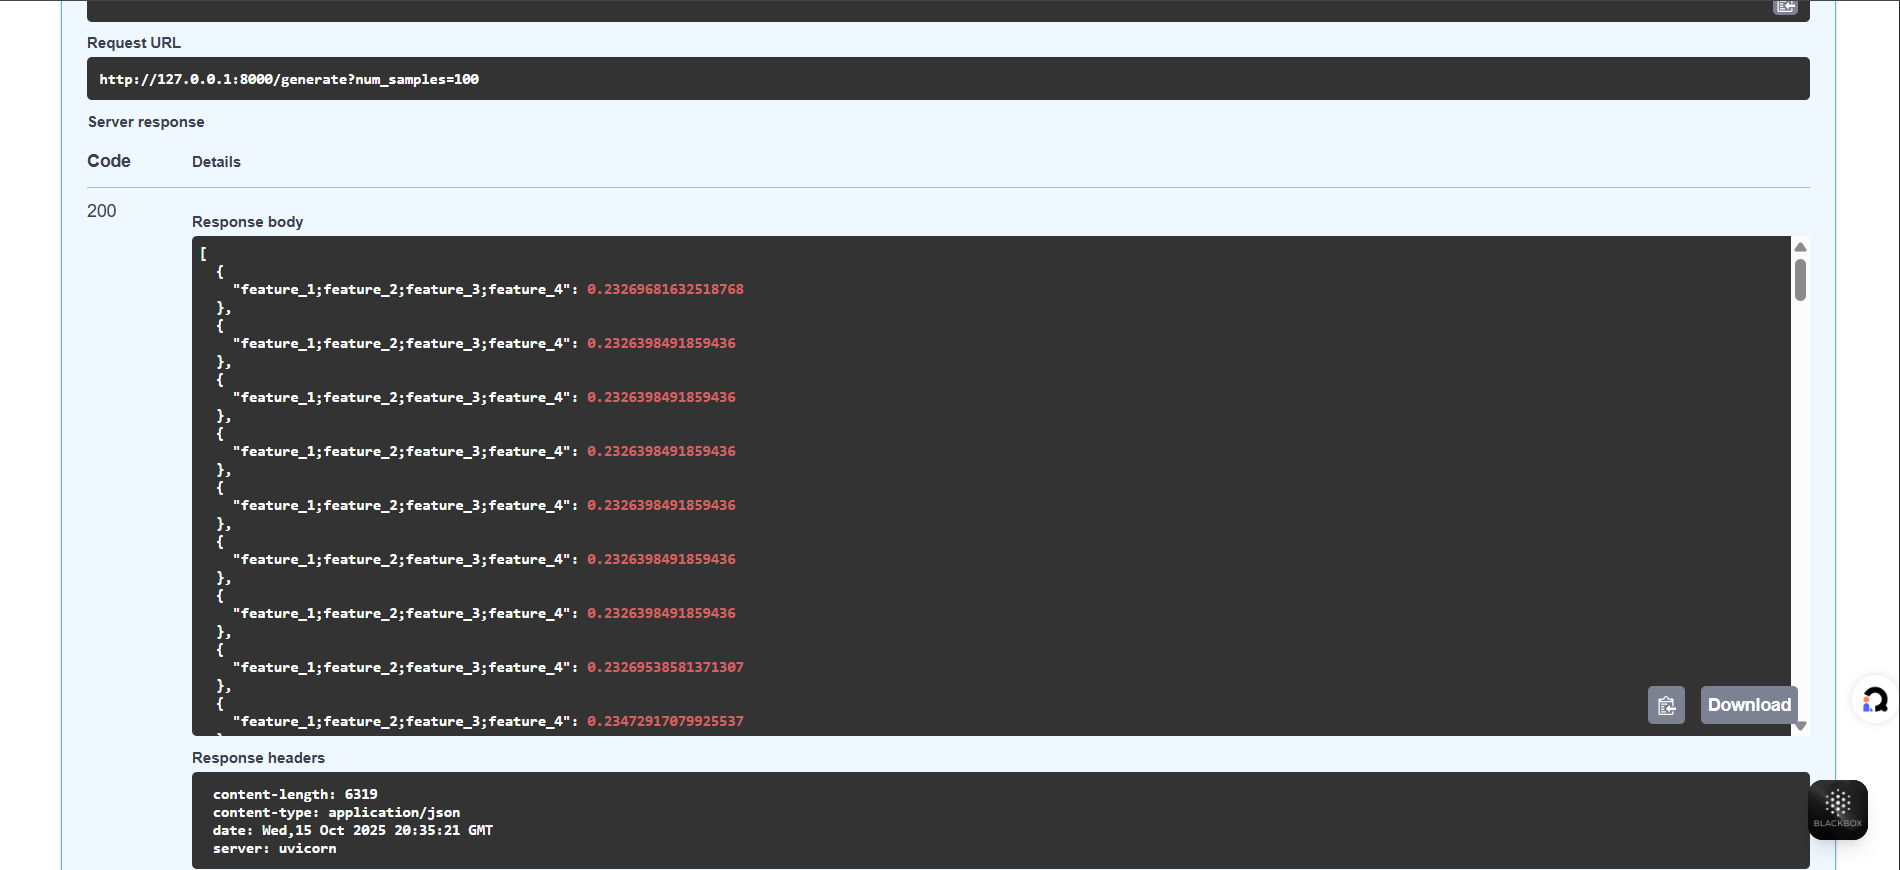 Request URL
http://127.0.0.1:8000/generate?num_samples=100
Server response
Code Details
200
Response body
[
{
"feature_1;feature_2;feature_3;feature_4": 0.23269681632518768
},
{
"feature_1;feature_2;feature_3;feature_4": 0.2326398491859436
},
{
"feature_1;feature_2;feature_3;feature_4": 0.2326398491859436
},
{
"feature_1;feature_2;feature_3;feature_4": 0.2326398491859436
},
{
"feature_1;feature_2;feature_3;feature_4": 0.2326398491859436
},
{
"feature_1;feature_2;feature_3;feature_4": 0.2326398491859436
},
{
"feature_1;feature_2;feature_3;feature_4": 0.2326398491859436
},
{
"feature_1;feature_2;feature_3;feature_4": 0.23269538581371307
},
{
"feature_1;feature_2;feature_3;feature_4": 0.23472917079925537
Download
Response headers
content-length: 6319
content-type: application/json
date: Wed,15 Oct 2025 20:35:21 GMT
server: uvicorn
BLACKBOX